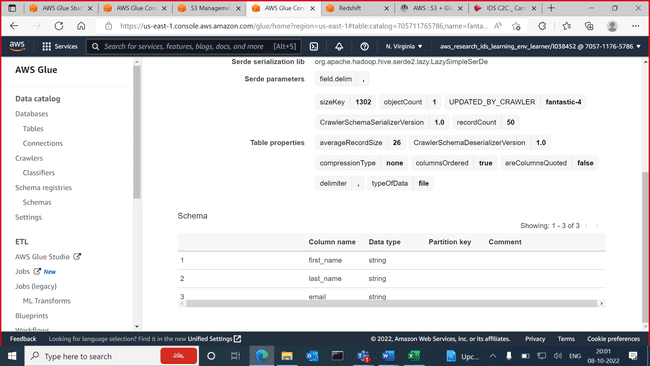 AWS Glue Stud
AWS Glue Con
S3 Managemen
AWS Glue Cons
Redshift
AWS : S3 + Glu
IDS C2C _ Cam
https://us-east-1.console.aws.amazon.com/glue/home?region=us-east-1#table:catalog=705711765786;name=fanta...
aws
Services
Search for services, features, blogs, docs, and more
[Alt+S]
N. Virginia
aws_research_ids_learning_env_learner/l038452 @ 7057-1176-5786
AWS Glue
Data catalog
Databases
Tables
Connections
Crawlers
Classifiers
Schema registries
Schemas
Settings
ETL
AWS Glue Studio
Jobs New
Jobs (legacy)
ML Transforms
Blueprints
Workflows
Serde serialization lib org.apache.hadoop.hive.serde2.lazy.LazySimpleSerDe
Serde parameters field.delim ,
sizeKey 1302 objectCount 1 UPDATED_BY_CRAWLER fantastic-4
CrawlerSchemaSerializerVersion 1.0 recordCount 50
Table properties averageRecordSize 26 CrawlerSchemaDeserializerVersion 1.0
compressionType none columnsOrdered true areColumnsQuoted false
delimiter , typeOfData file
Schema
Showing: 1 - 3 of 3
Column name Data type Partition key Comment
1 first_name string
2 last_name string
3 email string
Feedback Looking for language selection? Find it in the new Unified Settings © 2022, Amazon Web Services, Inc. or its affiliates. Privacy Terms Cookie preferences
Type here to search
Upc...
ENG
20:01
08-10-2022